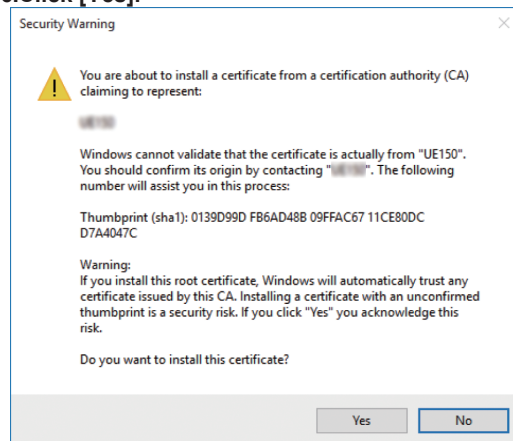 Click [Yes].
Security Warning
You are about to install a certificate from a certification authority (CA)
claiming to represent:
Windows cannot validate that the certificate is actually from "UE150".
You should confirm its origin by contacting "". The following
number will assist you in this process:
Thumbprint (sha1): 0139D99D FB6AD48B 09FFAC67 11CE80DC
D7A4047C
Warning:
If you install this root certificate, Windows will automatically trust any
certificate issued by this CA. Installing a certificate with an unconfirmed
thumbprint is a security risk. If you click "Yes" you acknowledge this
risk.
Do you want to install this certificate?
Yes
No